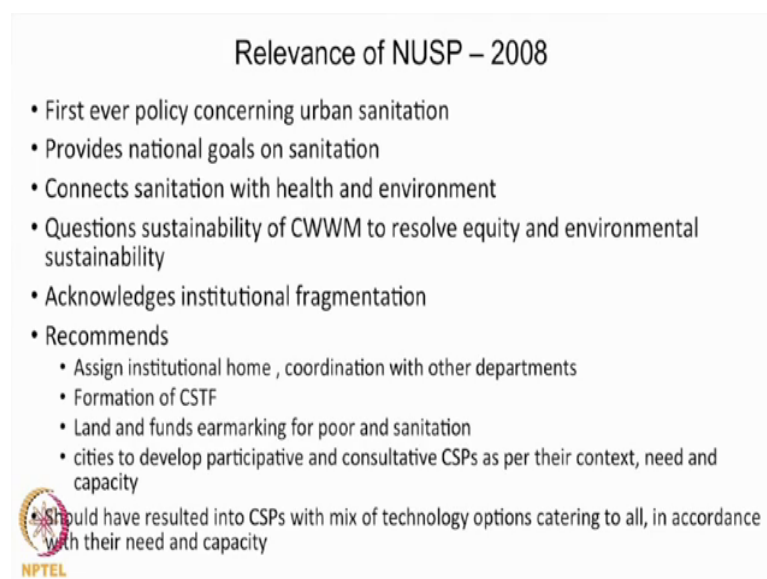 Relevance of NUSP – 2008
• First ever policy concerning urban sanitation
• Provides national goals on sanitation
• Connects sanitation with health and environment
• Questions sustainability of CWWM to resolve equity and environmental
sustainability
• Acknowledges institutional fragmentation
• Recommends
• Assign institutional home , coordination with other departments
• Formation of CSTF
• Land and funds earmarking for poor and sanitation
• cities to develop participative and consultative CSPs as per their context, need and
capacity
• Should have resulted into CSPs with mix of technology options catering to all, in accordance
with their need and capacity
NPTEL